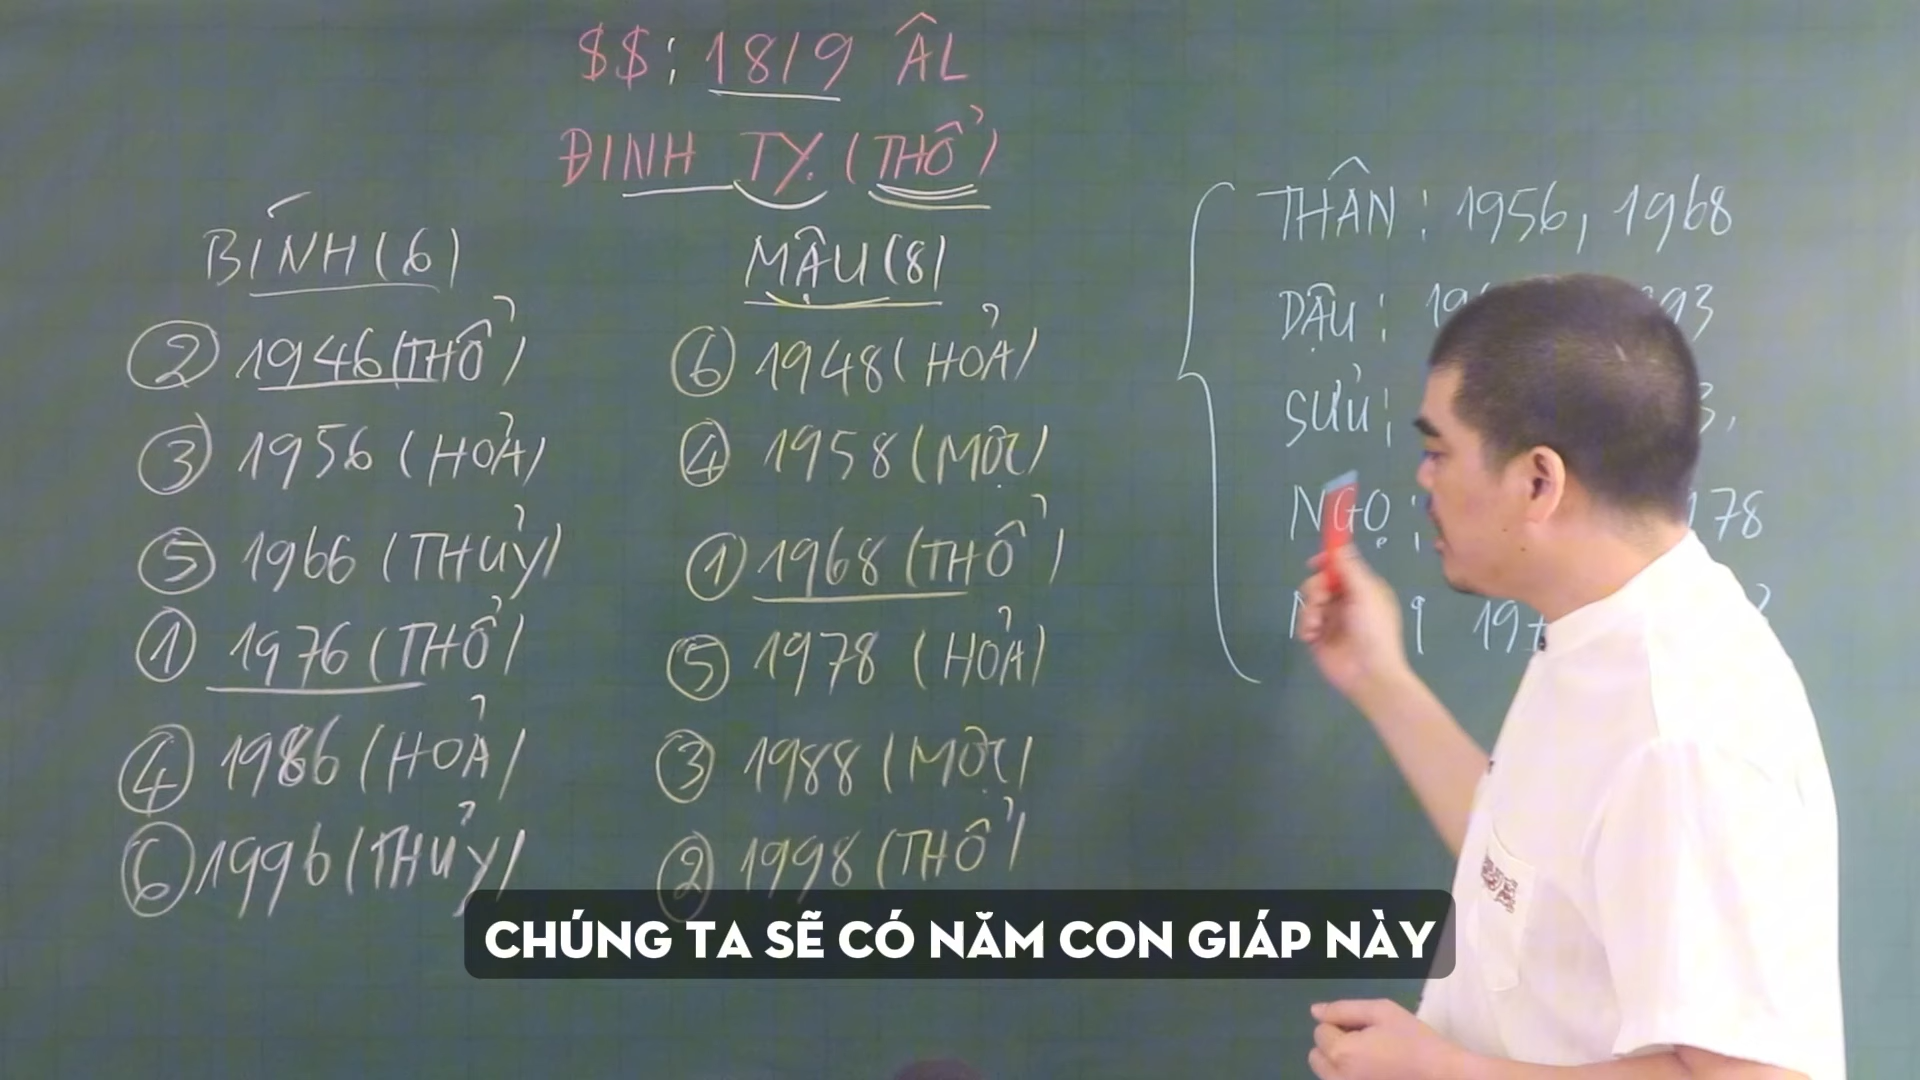 $$: 18/9 ÂL
ĐINH TỴ (THỔ)
BÍNH (6)
② 1946 (THỔ)
③ 1956 (HỎA)
⑤ 1966 (THỦY)
① 1976 (THỔ)
④ 1986 (HỎA)
⑥ 1996 (THỦY)
MẬU (8)
⑥ 1948 (HỎA)
④ 1958 (MỘC)
① 1968 (THỔ)
⑤ 1978 (HỎA)
③ 1988 (MỘC)
② 1998 (THỔ)
THÂN: 1956, 1968
DẬU:
SỬU:
NGỌ:
CHÚNG TA SẼ CÓ NĂM CON GIÁP NÀY